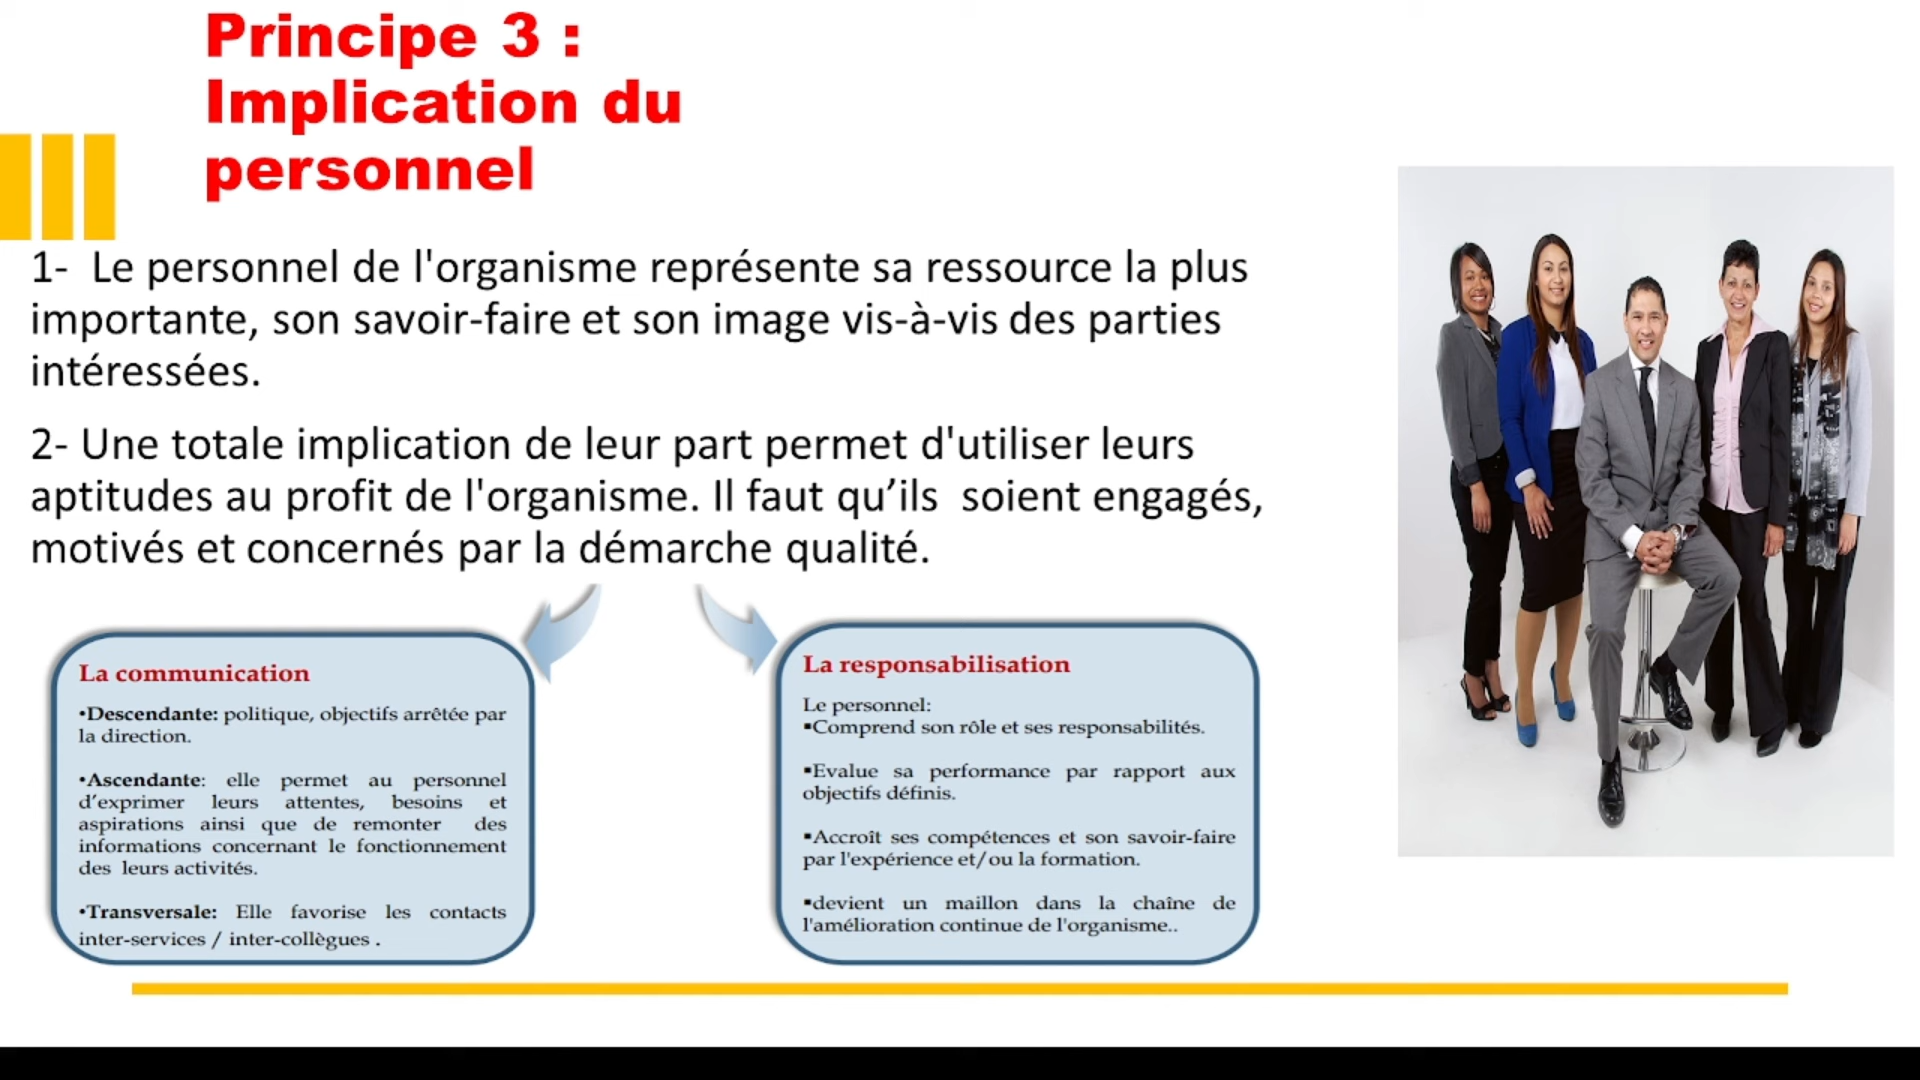 Principe 3 :
Implication du
personnel
1-  Le personnel de l'organisme représente sa ressource la plus
importante, son savoir-faire et son image vis-à-vis des parties
intéressées.
2- Une totale implication de leur part permet d'utiliser leurs
aptitudes au profit de l'organisme. Il faut qu’ils  soient engagés,
motivés et concernés par la démarche qualité.
La communication
•Descendante: politique, objectifs arrêtée par
la direction.
•Ascendante: elle permet au personnel
d’exprimer leurs attentes, besoins et
aspirations ainsi que de remonter des
informations concernant le fonctionnement
des leurs activités.
•Transversale: Elle favorise les contacts
inter-services / inter-collègues .
La responsabilisation
Le personnel:
▪Comprend son rôle et ses responsabilités.
▪Evalue sa performance par rapport aux
objectifs définis.
▪Accroît ses compétences et son savoir-faire
par l'expérience et/ou la formation.
▪devient un maillon dans la chaîne de
l'amélioration continue de l'organisme..